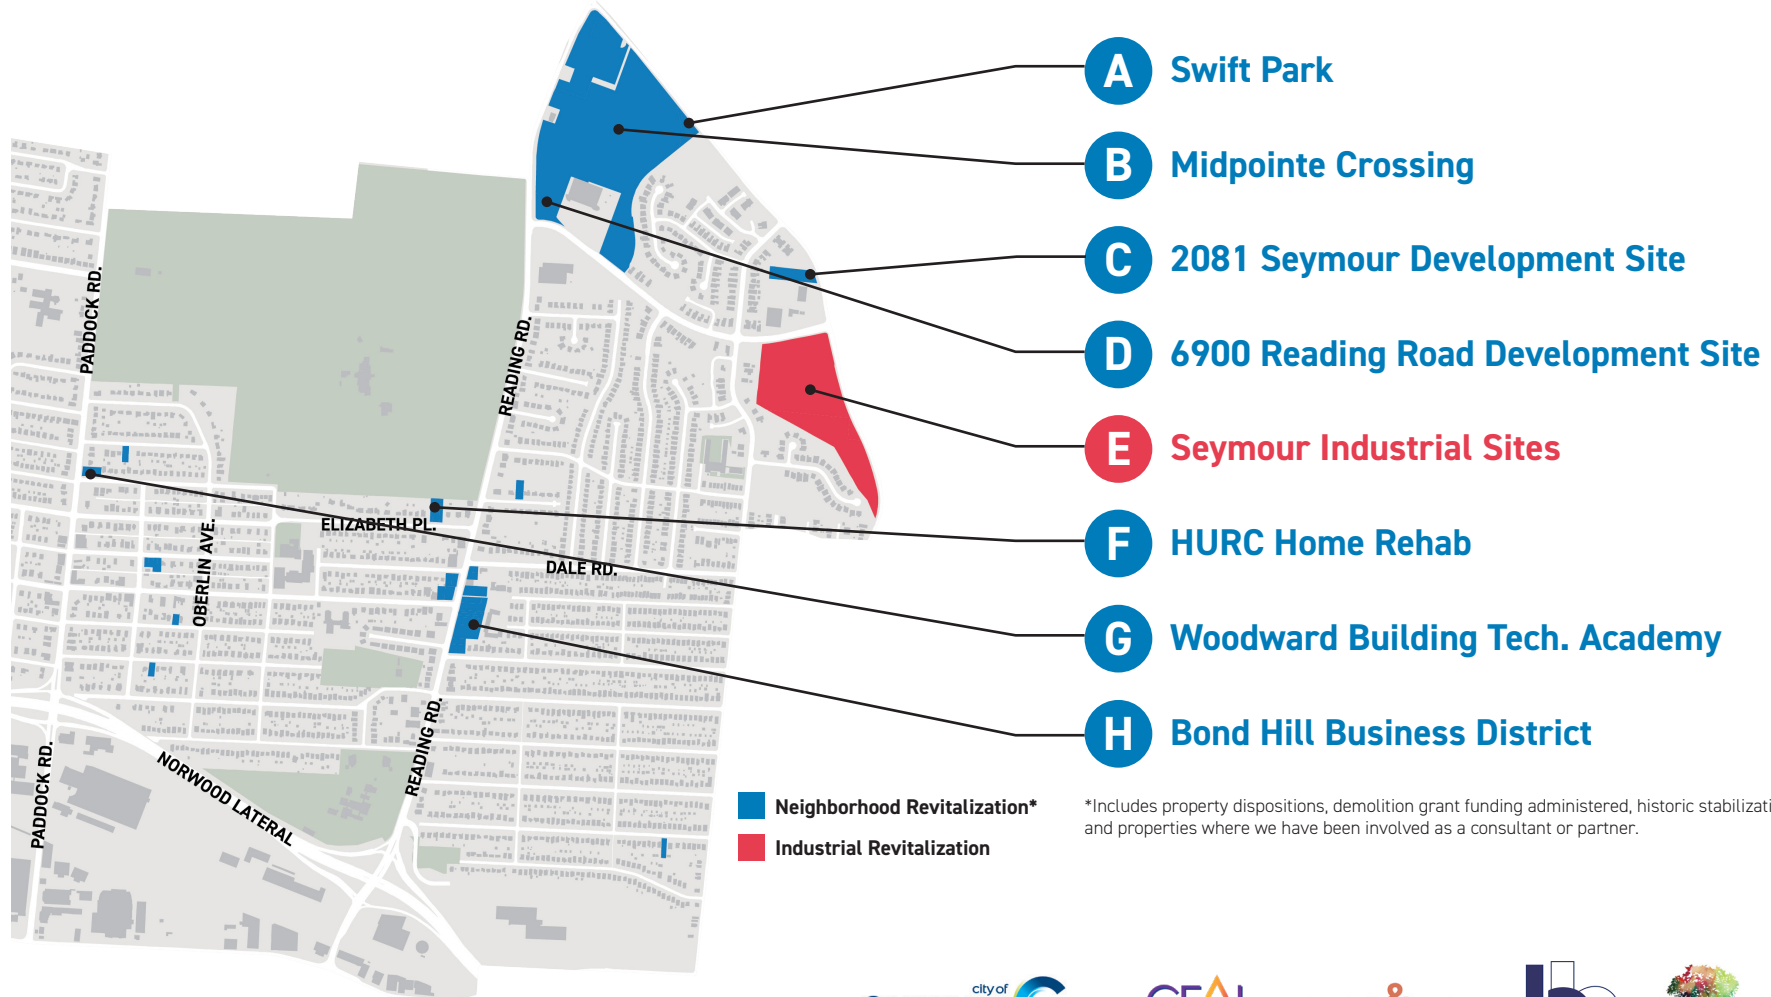 A Swift Park
B Midpointe Crossing
C 2081 Seymour Development Site
D 6900 Reading Road Development Site
E Seymour Industrial Sites
F HURC Home Rehab
G Woodward Building Tech. Academy
H Bond Hill Business District
PADDOCK RD.
READING RD.
ELIZABETH PL.
OBERLIN AVE.
DALE RD.
READING RD.
PADDOCK RD.
NORWOOD LATERAL
Neighborhood Revitalization*
Industrial Revitalization
*Includes property dispositions, demolition grant funding administered, historic
and properties where we have been involved as a consultant or partner.
city of